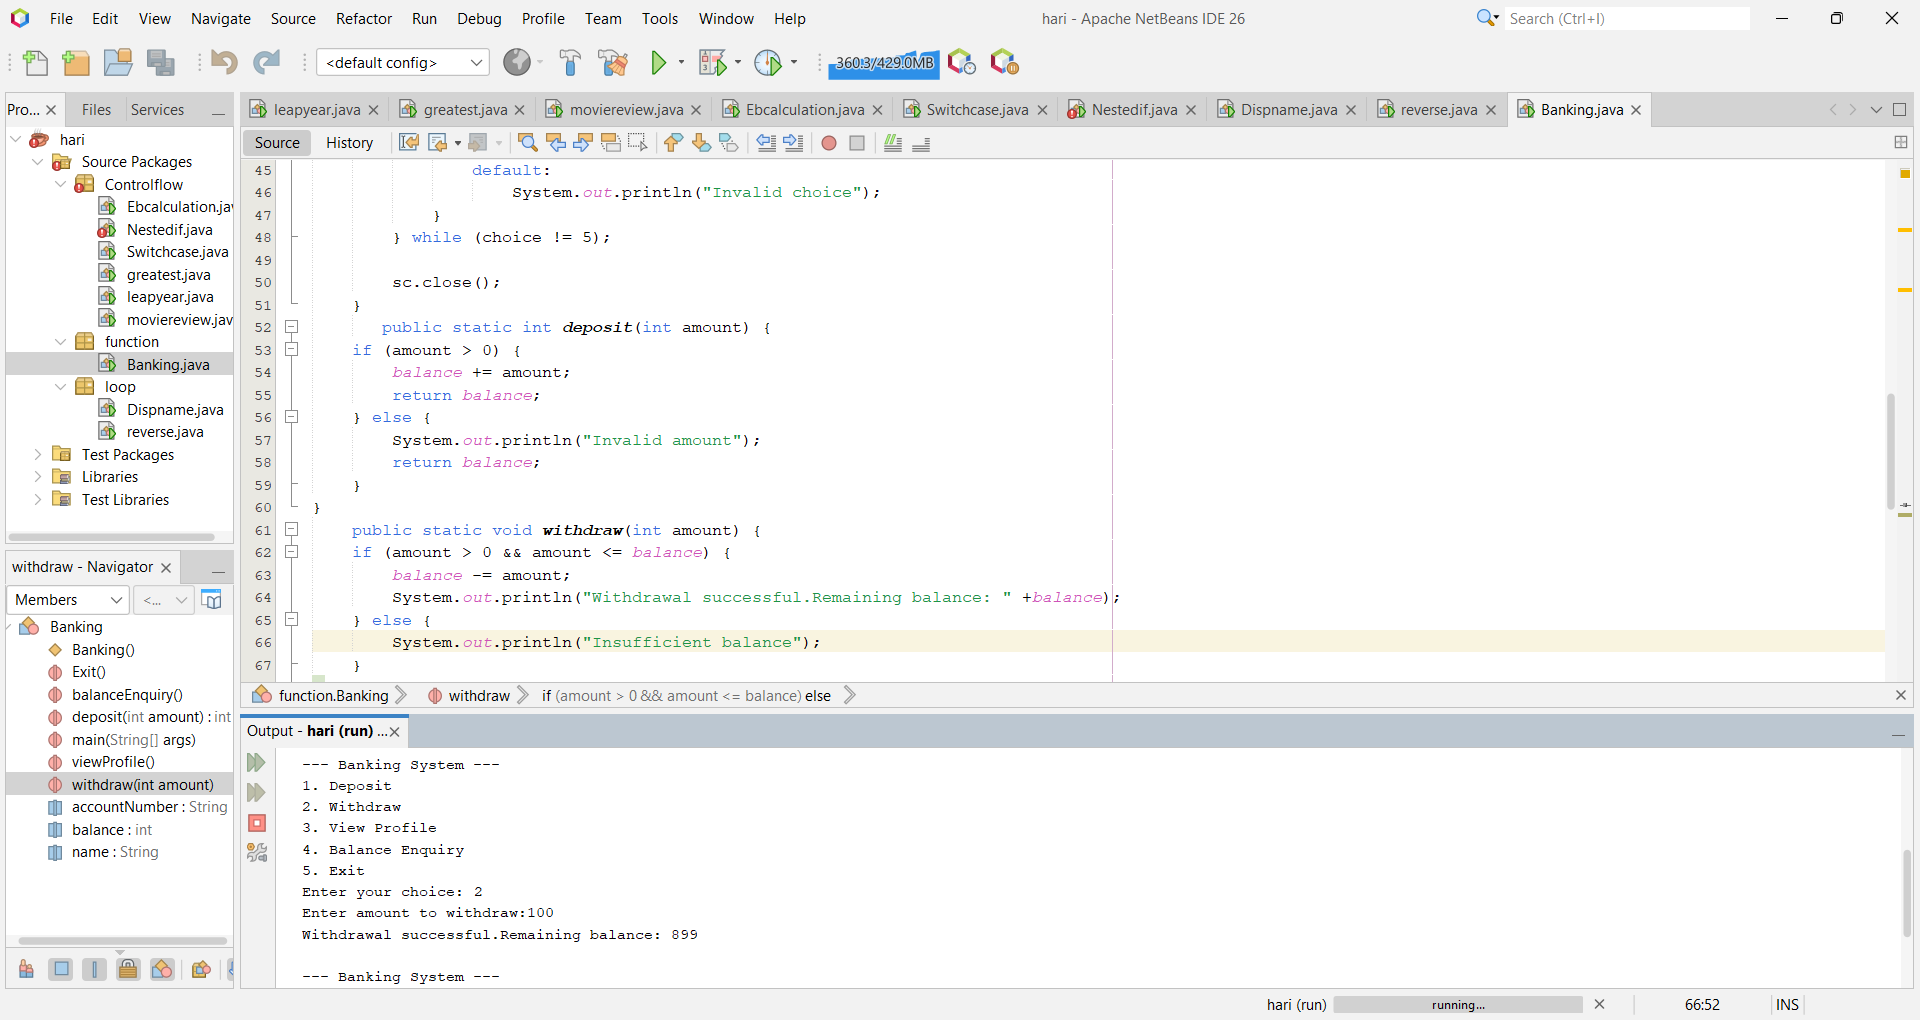 File Edit View Navigate Source Refactor Run Debug Profile Team Tools Window Help
hari - Apache NetBeans IDE 26
Search (Ctrl+I)
<default config>
360.3/429.0MB
Pro... Files Services
leapyear.java greatest.java moviereview.java Ebcalculation.java Switchcase.java Nestedif.java Dispname.java reverse.java Banking.java
Source History
hari
Source Packages
Controlflow
Ebcalculation.jav
Nestedif.java
Switchcase.java
greatest.java
leapyear.java
moviereview.jav
function
Banking.java
loop
Dispname.java
reverse.java
Test Packages
Libraries
Test Libraries
45 default:
46 System.out.println("Invalid choice");
47 }
48 } while (choice != 5);
49
50 sc.close();
51 }
52 public static int deposit(int amount) {
53 if (amount > 0) {
54 balance += amount;
55 return balance;
56 } else {
57 System.out.println("Invalid amount");
58 return balance;
59 }
60 }
61 public static void withdraw(int amount) {
62 if (amount > 0 && amount <= balance) {
63 balance -= amount;
64 System.out.println("Withdrawal successful.Remaining balance: " +balance);
65 } else {
66 System.out.println("Insufficient balance");
67 }
function.Banking withdraw if (amount > 0 && amount <= balance) else
withdraw - Navigator
Members <...
Banking
Banking()
Exit()
balanceEnquiry()
deposit(int amount) : int
main(String[] args)
viewProfile()
withdraw(int amount)
accountNumber : String
balance : int
name : String
Output - hari (run) ...
--- Banking System ---
1. Deposit
2. Withdraw
3. View Profile
4. Balance Enquiry
5. Exit
Enter your choice: 2
Enter amount to withdraw:100
Withdrawal successful.Remaining balance: 899
--- Banking System ---
hari (run) running... 66:52 INS